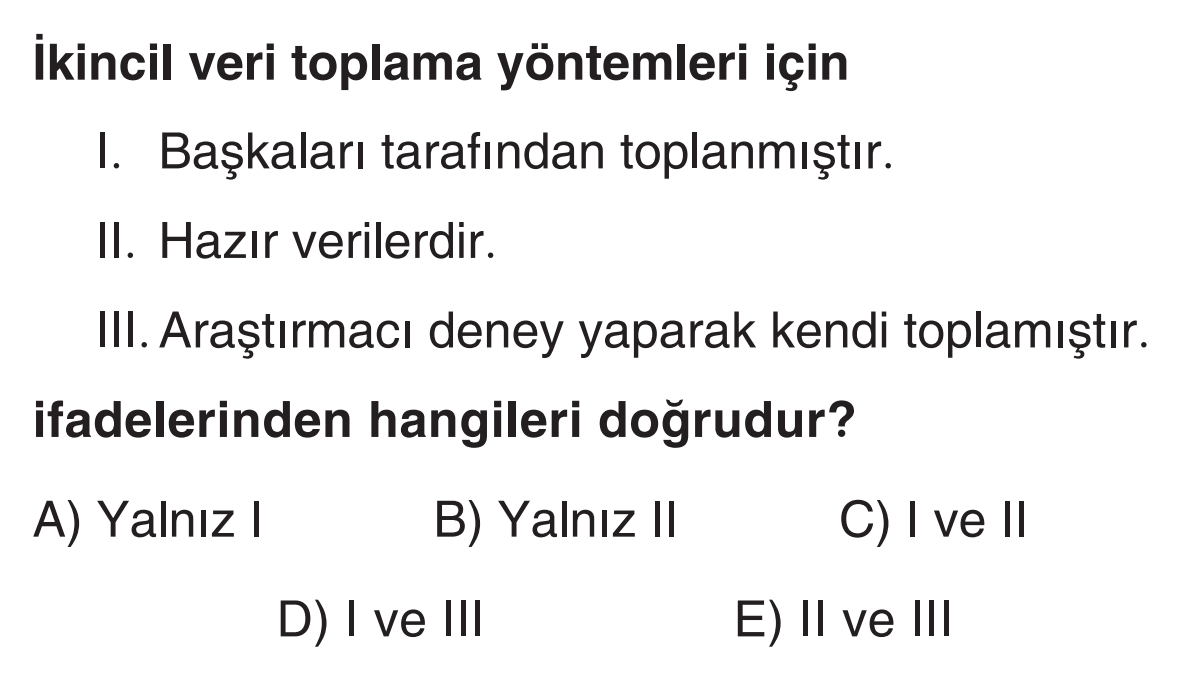 İkincil veri toplama yöntemleri için
I. Başkaları tarafından toplanmıştır.
II. Hazır verilerdir.
III. Araştırmacı deney yaparak kendi toplamıştır.
ifadelerinden hangileri doğrudur?
A) Yalnız I B) Yalnız II C) I ve II
D) I ve III E) II ve III